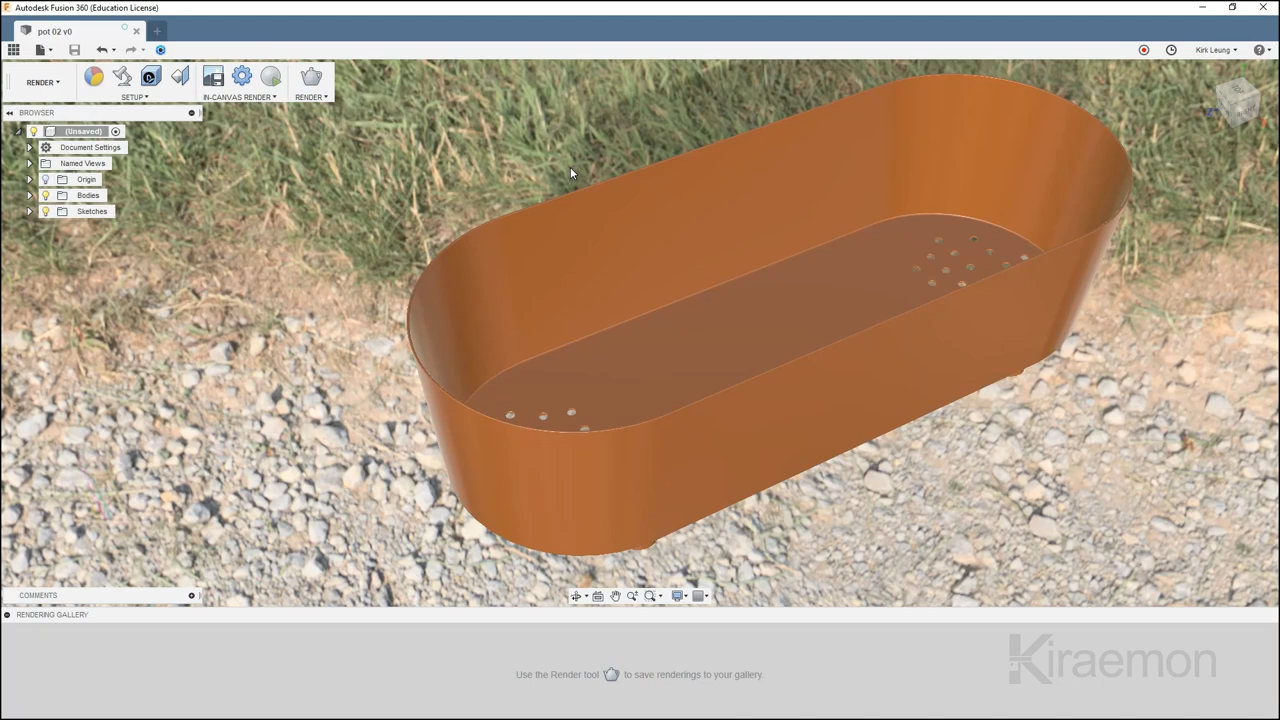 Autodesk Fusion 360 (Education License)
pot 02 v0
Kirk Leung
RENDER
SETUP
IN-CANVAS RENDER
RENDER
BROWSER
(Unsaved)
Document Settings
Named Views
Origin
Bodies
Sketches
COMMENTS
RENDERING GALLERY
Use the Render tool to save renderings to your gallery.
Kiraemon